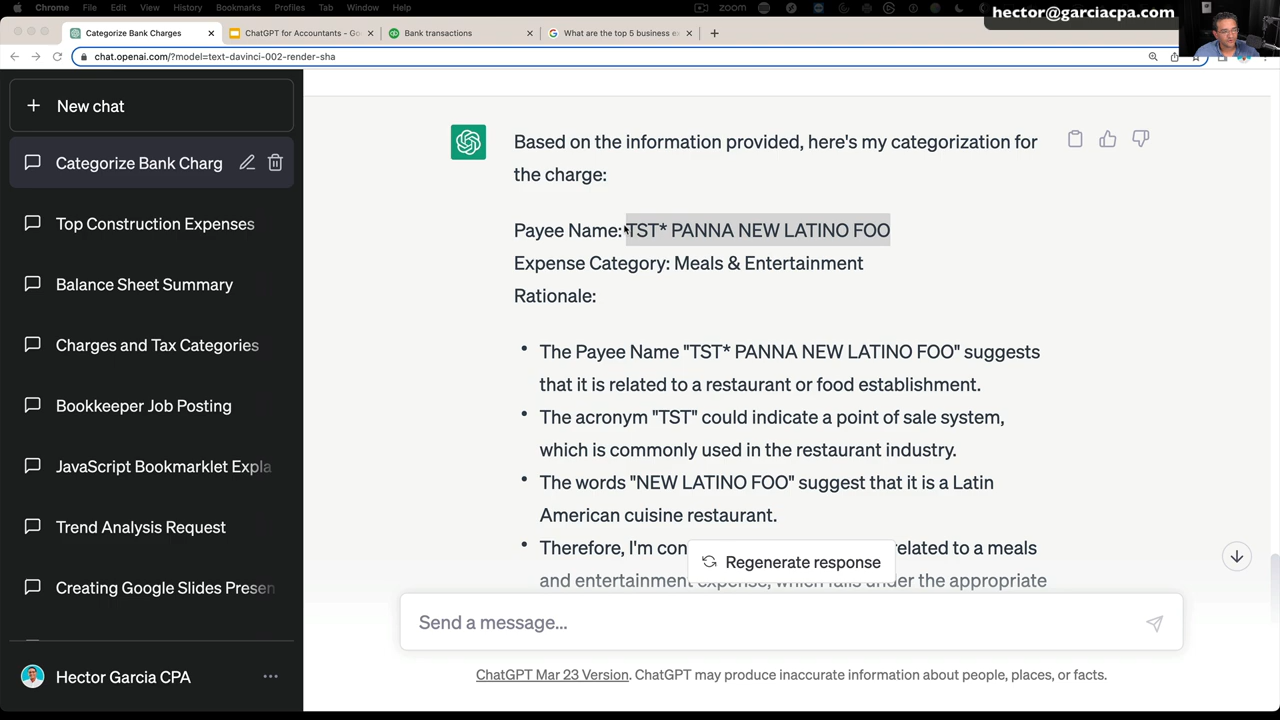 Chrome File Edit View History Bookmarks Profiles Tab Window Help zoom
hector@garciacpa.com
Categorize Bank Charges ChatGPT for Accountants - Go Bank transactions What are the top 5 business es
chat.openai.com/?model=text-davinci-002-render-sha
New chat
Categorize Bank Charg
Top Construction Expenses
Balance Sheet Summary
Charges and Tax Categories
Bookkeeper Job Posting
JavaScript Bookmarklet Expla
Trend Analysis Request
Creating Google Slides Presen
Hector Garcia CPA
Based on the information provided, here's my categorization for
the charge:
Payee Name: TST* PANNA NEW LATINO FOO
Expense Category: Meals & Entertainment
Rationale:
• The Payee Name "TST* PANNA NEW LATINO FOO" suggests
that it is related to a restaurant or food establishment.
• The acronym "TST" could indicate a point of sale system,
which is commonly used in the restaurant industry.
• The words "NEW LATINO FOO" suggest that it is a Latin
American cuisine restaurant.
• Therefore, I'm con related to a meals
and entertainment expense, which falls under the appropriate
Regenerate response
Send a message...
ChatGPT Mar 23 Version. ChatGPT may produce inaccurate information about people, places, or facts.